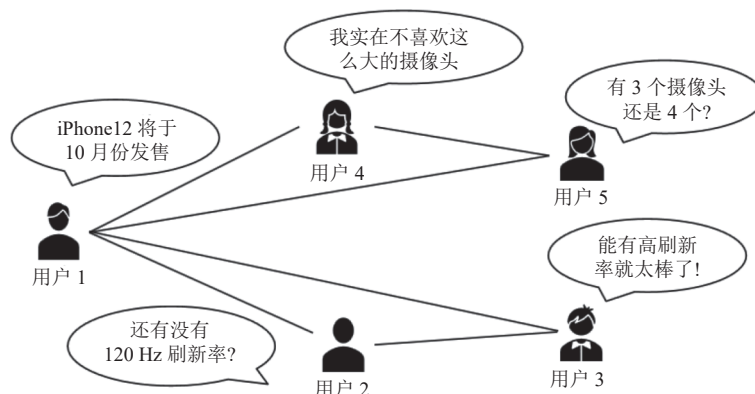 我实在不喜欢这
么大的摄像头
有 3 个摄像头
还是 4 个?
iPhone12 将于
10 月份发售
用户 4
用户 5
用户 1
能有高刷新
率就太棒了!
还有没有
120 Hz 刷新率?
用户 2
用户 3